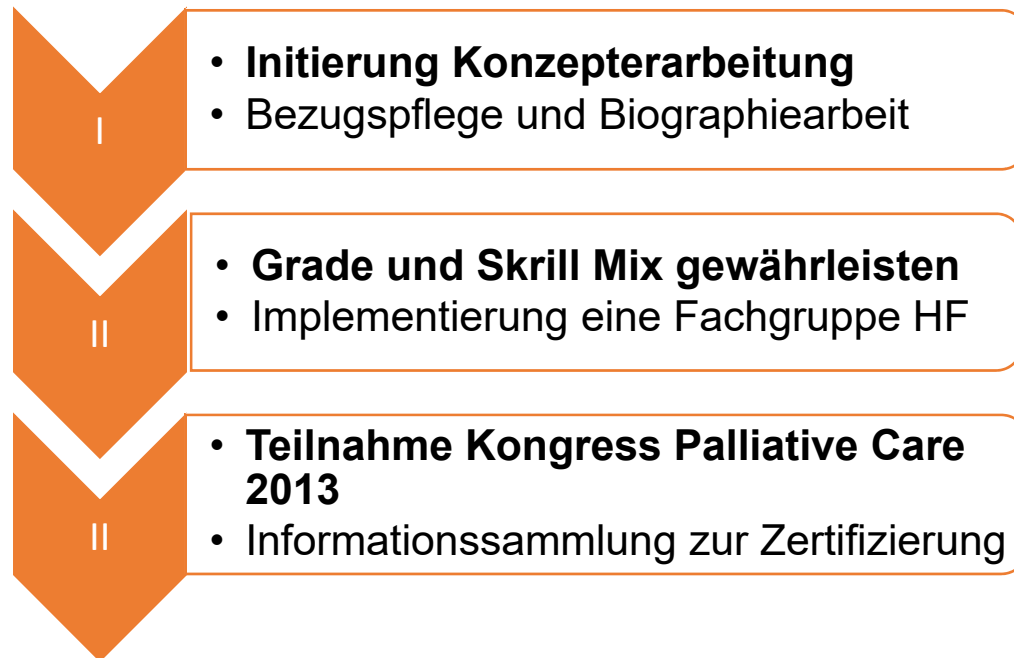 I
• Initierung Konzepterarbeitung
• Bezugspflege und Biographiearbeit
II
• Grade und Skrill Mix gewährleisten
• Implementierung eine Fachgruppe HF
II
• Teilnahme Kongress Palliative Care
2013
• Informationssammlung zur Zertifizierung